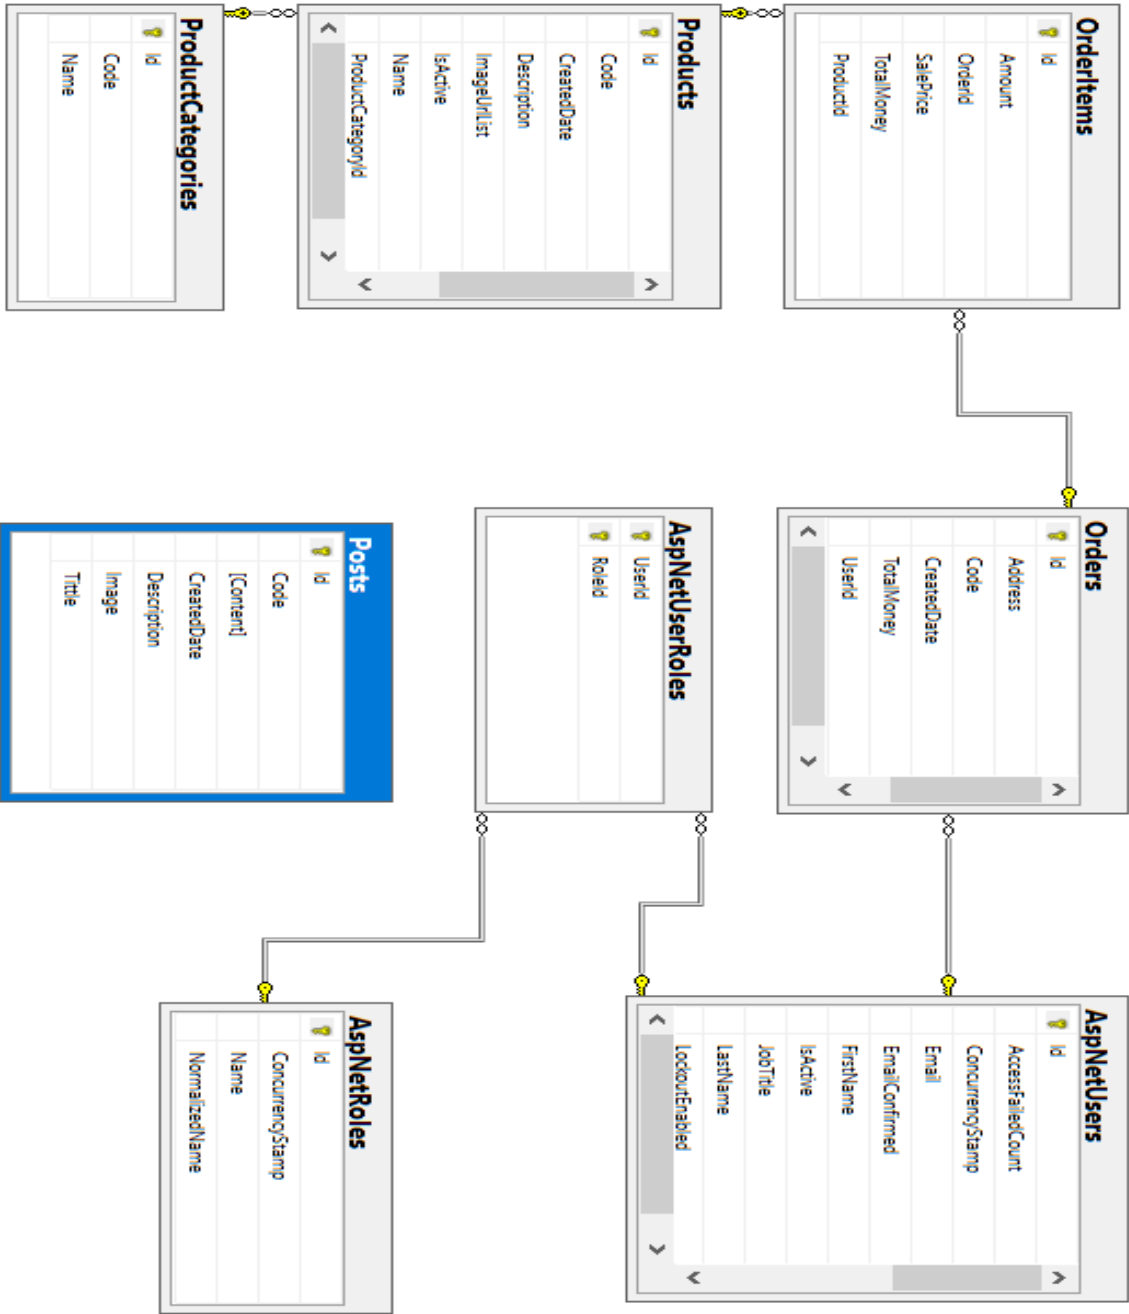 OrderItems
Id
Amount
OrderId
SalePrice
TotalMoney
ProductId
Orders
Id
Address
Code
CreatedDate
TotalMoney
UserId
AspNetUsers
Id
AccessFailedCount
ConcurrencyStamp
Email
EmailConfirmed
FirstName
IsActive
JobTitle
LastName
LockoutEnabled
Products
Id
Code
CreatedDate
Description
ImageUrlList
IsActive
Name
ProductCategoryId
AspNetUserRoles
UserId
RoleId
ProductCategories
Id
Code
Name
Posts
Id
Code
[Content]
CreatedDate
Description
Image
Tittle
AspNetRoles
Id
ConcurrencyStamp
Name
NormalizedName